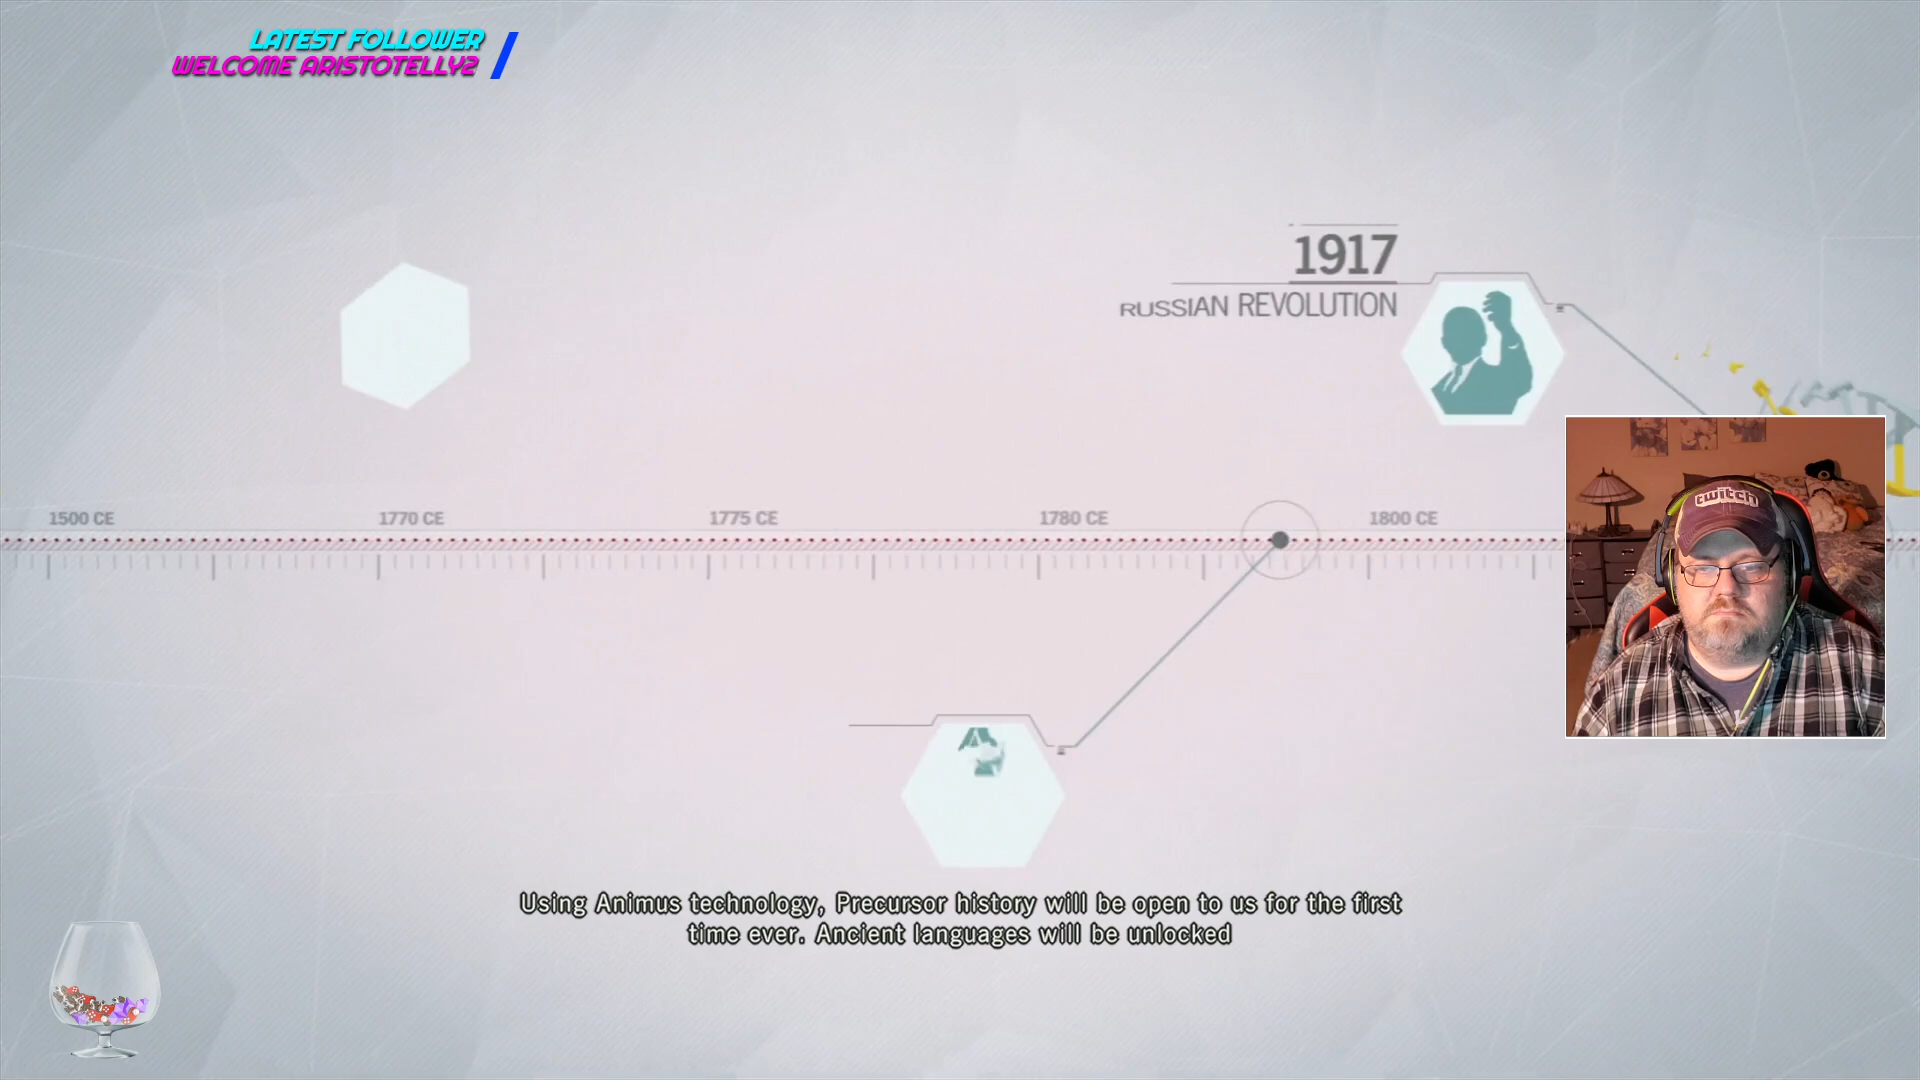 LATEST FOLLOWER
WELCOME ARISTOTELLY2
1917
RUSSIAN REVOLUTION
1500 CE
1770 CE
1775 CE
1780 CE
1800 CE
twitch
Using Animus technology, Precursor history will be open to us for the first
time ever. Ancient languages will be unlocked